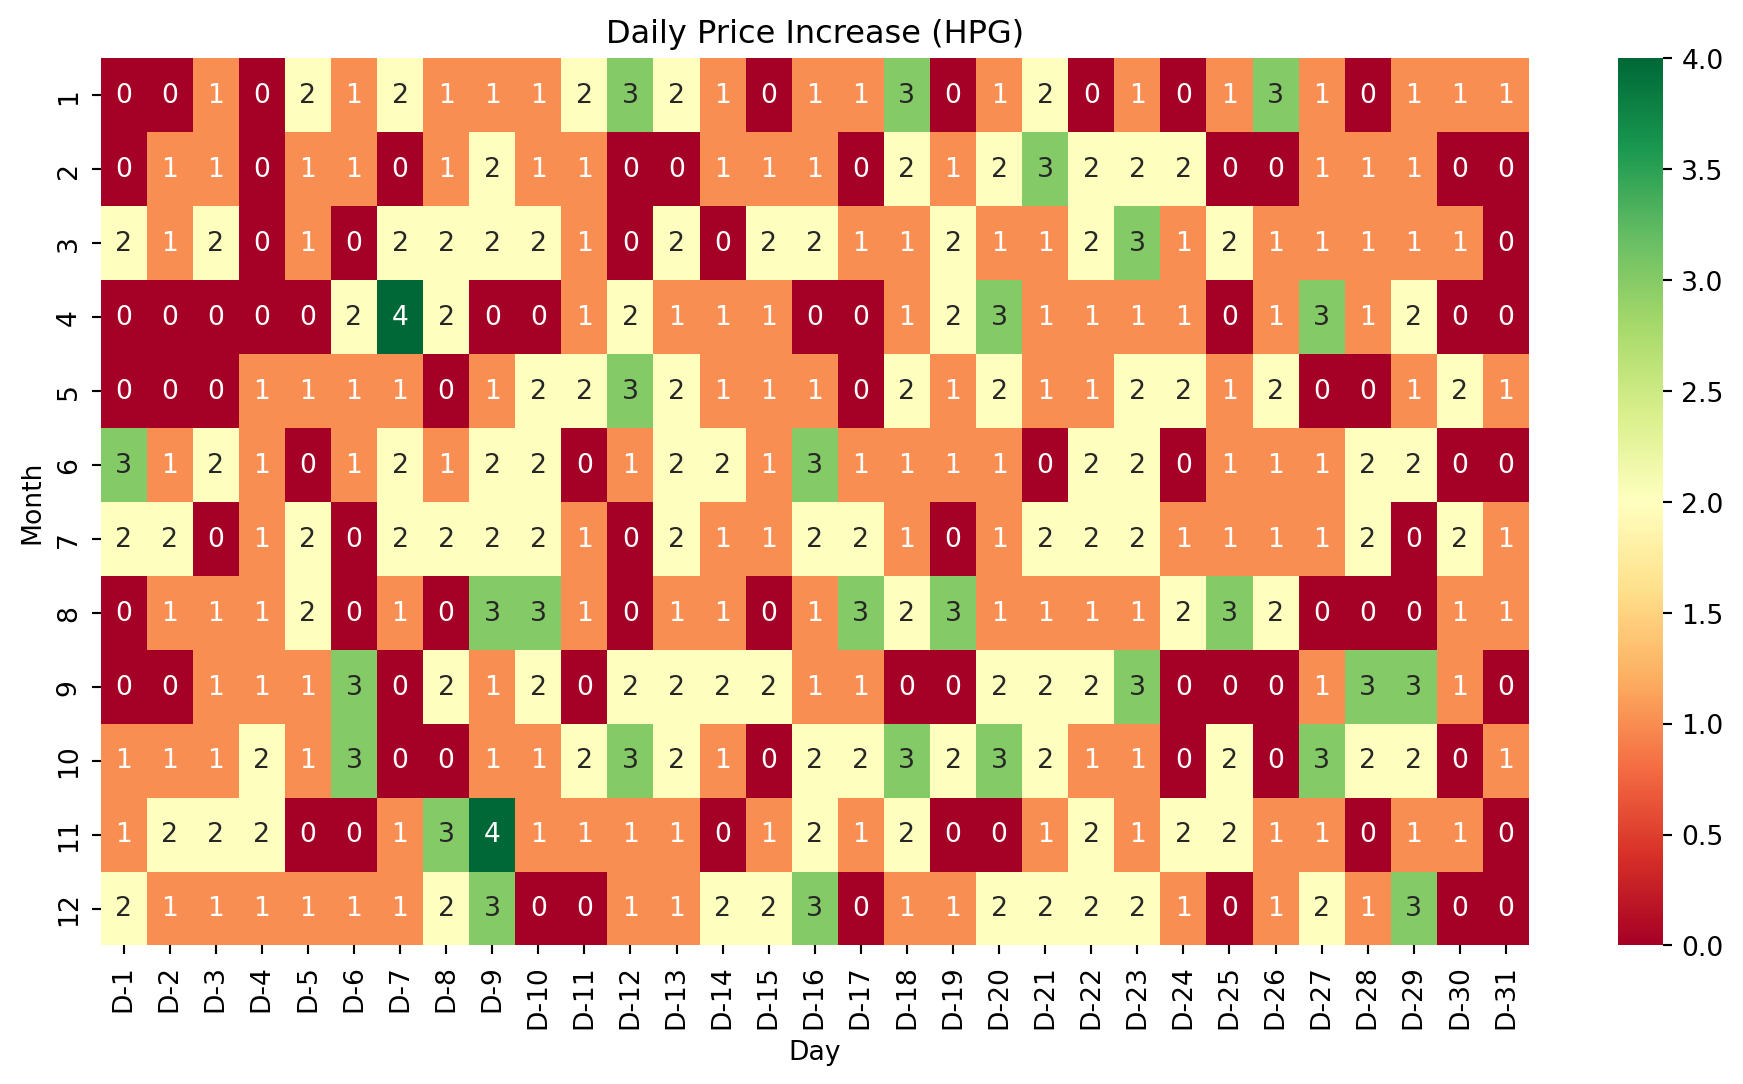 Daily Price Increase (HPG)
1 0 0 1 0 2 1 2 1 1 1 2 3 2 1 0 1 1 3 0 1 2 0 1 0 1 3 1 0 1 1 1
2 0 1 1 0 1 1 0 1 2 1 1 0 0 1 1 1 0 2 1 2 3 2 2 2 0 0 1 1 1 0 0
3 2 1 2 0 1 0 2 2 2 2 1 0 2 0 2 2 1 1 2 1 1 2 3 1 2 1 1 1 1 1 0
4 0 0 0 0 0 2 4 2 0 0 1 2 1 1 1 0 0 1 2 3 1 1 1 1 0 1 3 1 2 0 0
5 0 0 0 1 1 1 1 0 1 2 2 3 2 1 1 1 0 2 1 2 1 1 2 2 1 2 0 0 1 2 1
6 3 1 2 1 0 1 2 1 2 2 0 1 2 2 1 3 1 1 1 1 0 2 2 0 1 1 1 2 2 0 0
7 2 2 0 1 2 0 2 2 2 2 1 0 2 1 1 2 2 1 0 1 2 2 2 1 1 1 1 2 0 2 1
8 0 1 1 1 2 0 1 0 3 3 1 0 1 1 0 1 3 2 3 1 1 1 1 2 3 2 0 0 0 1 1
9 0 0 1 1 1 3 0 2 1 2 0 2 2 2 2 1 1 0 0 2 2 2 3 0 0 0 1 3 3 1 0
10 1 1 1 2 1 3 0 0 1 1 2 3 2 1 0 2 2 3 2 3 2 1 1 0 2 0 3 2 2 0 1
11 1 2 2 2 0 0 1 3 4 1 1 1 1 0 1 2 1 2 0 0 1 2 1 2 2 1 1 0 1 1 0
12 2 1 1 1 1 1 1 2 3 0 0 1 1 2 2 3 0 1 1 2 2 2 2 1 0 1 2 1 3 0 0
Month
D-1 D-2 D-3 D-4 D-5 D-6 D-7 D-8 D-9 D-10 D-11 D-12 D-13 D-14 D-15 D-16 D-17 D-18 D-19 D-20 D-21 D-22 D-23 D-24 D-25 D-26 D-27 D-28 D-29 D-30 D-31
Day
4.0
3.5
3.0
2.5
2.0
1.5
1.0
0.5
0.0